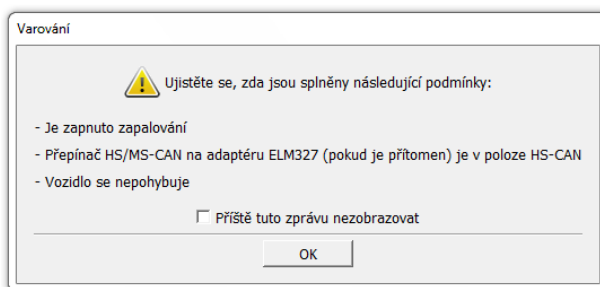 Varování
Ujistěte se, zda jsou splněny následující podmínky:
- Je zapnuto zapalování
- Přepínač HS/MS-CAN na adaptéru ELM327 (pokud je přítomen) je v poloze HS-CAN
- Vozidlo se nepohybuje
Příště tuto zprávu nezobrazovat
OK